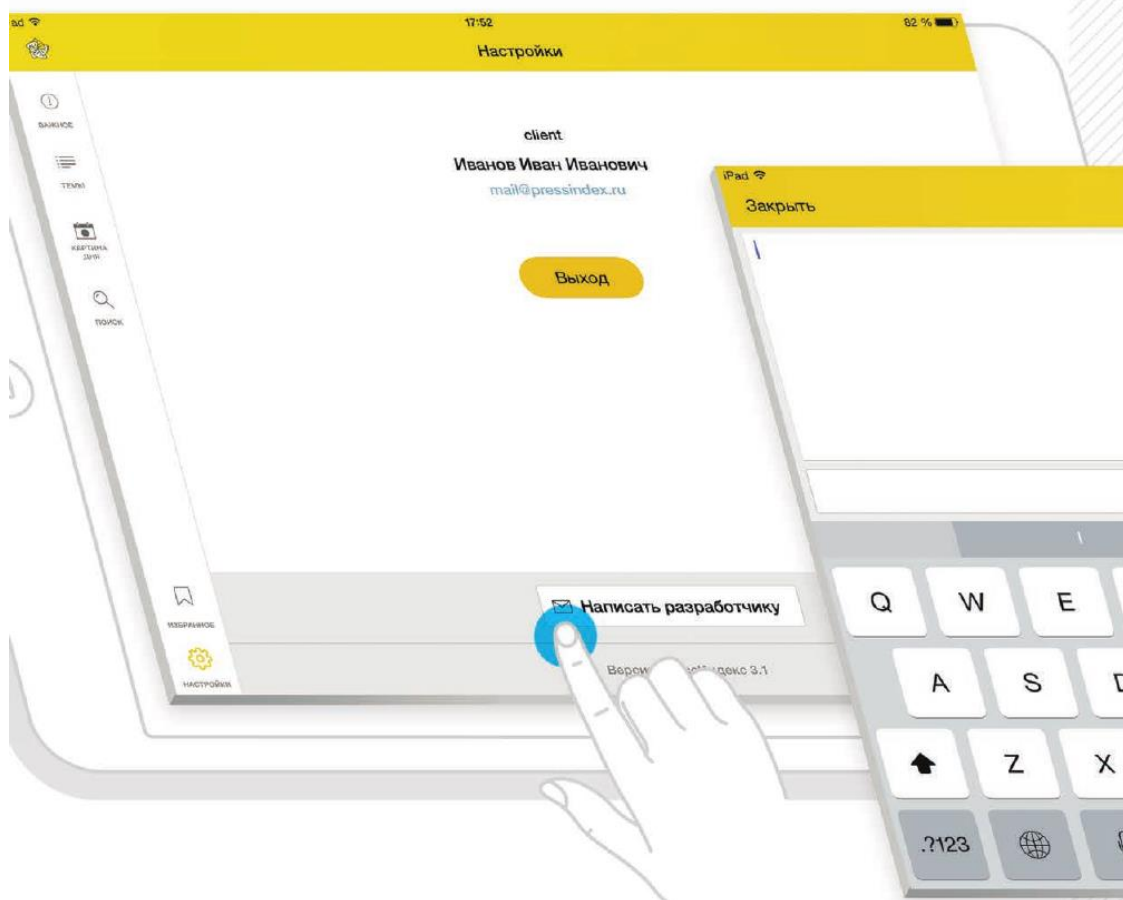 ad 17:52 82 %
Настройки
ВАЖНОЕ
ТЕМЫ
КАРТИНА
ДНЯ
ПОИСК
client
Иванов Иван Иванович
mail@pressindex.ru
Выход
ИЗБРАННОЕ
НАСТРОЙКИ
Написать разработчику
декс 3.1
iPad
Закрыть
I
Q W E
A S D
Z X
.?123